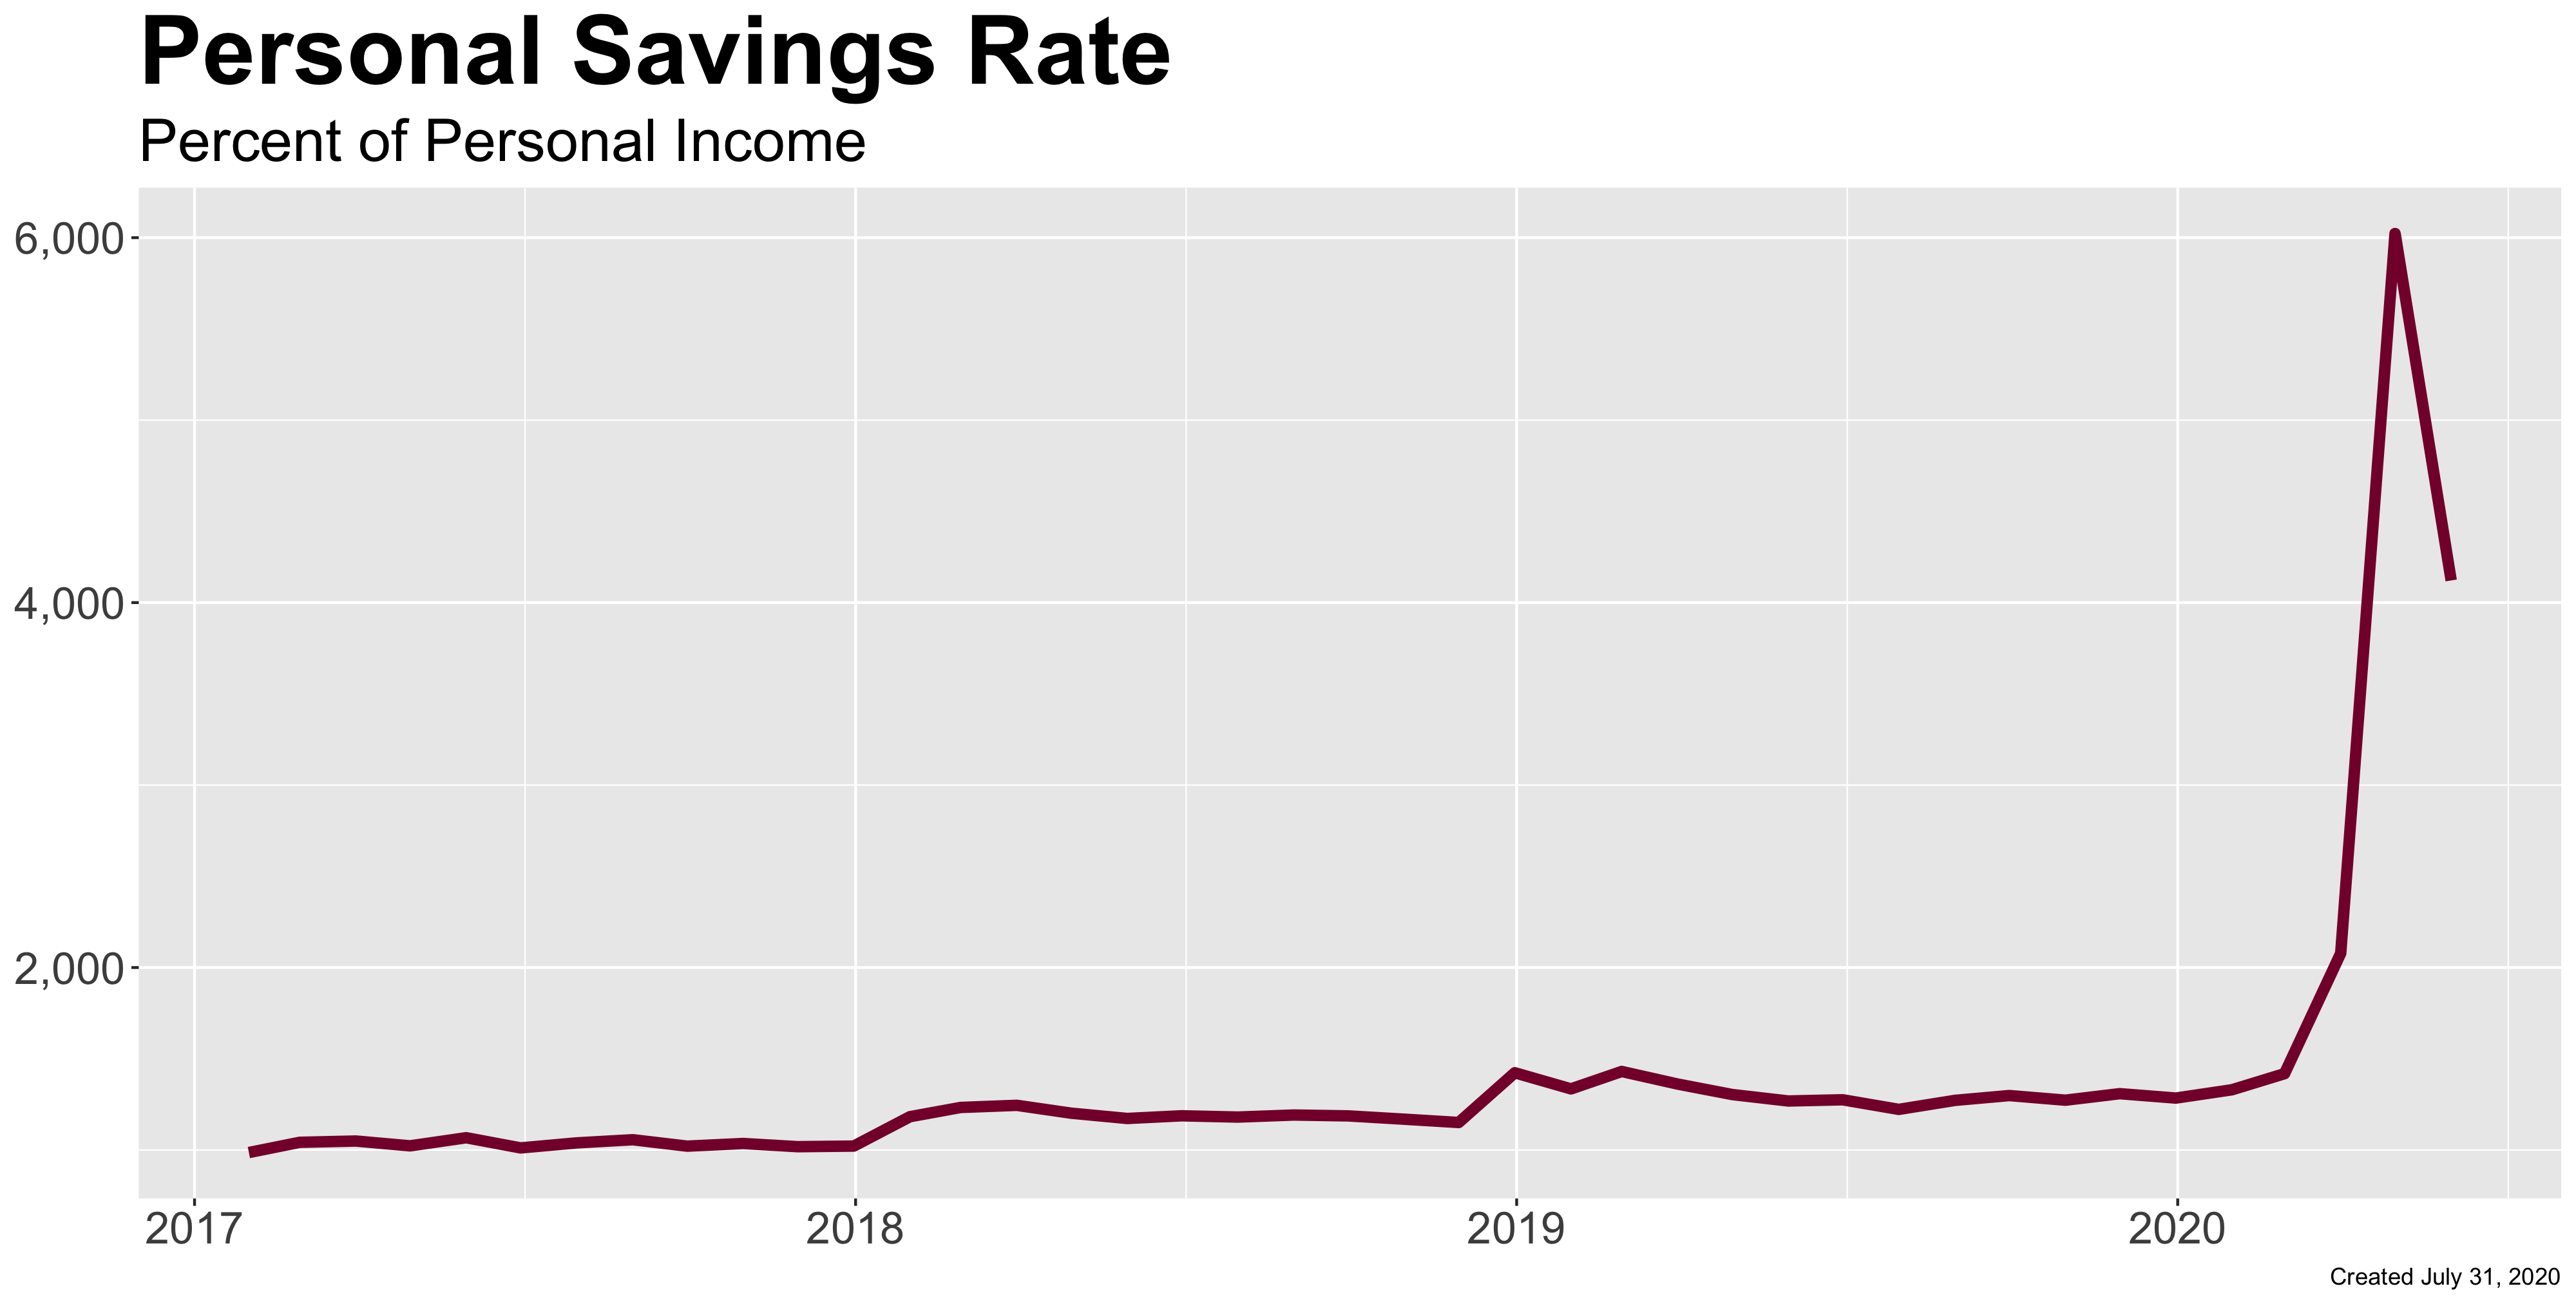 Personal Savings Rate
Percent of Personal Income
6,000
4,000
2,000
2017 2018 2019 2020
Created July 31, 2020